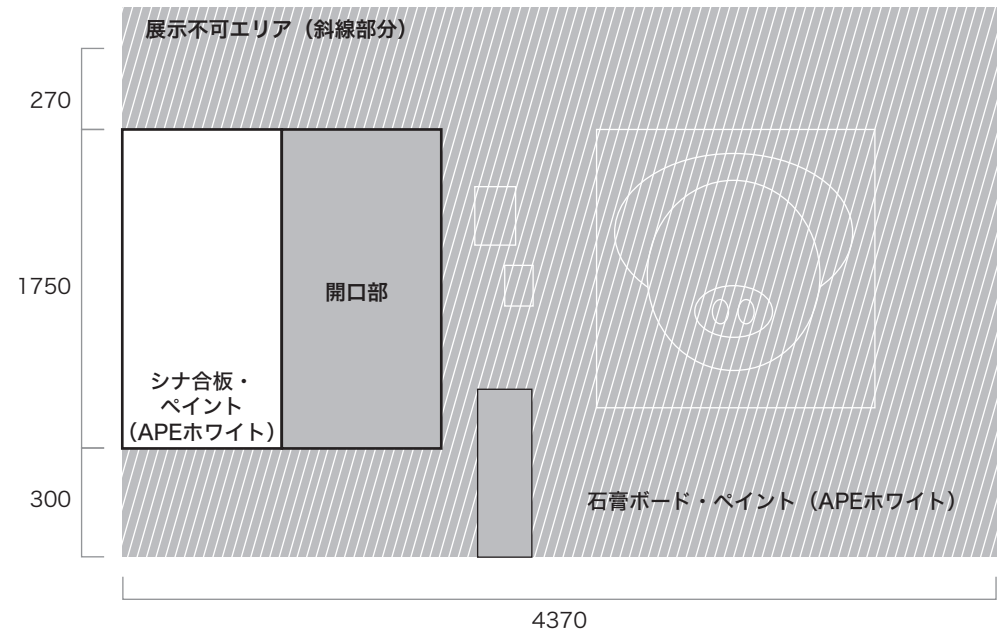 展示不可エリア（斜線部分）
270
1750
開口部
シナ合板・
ペイント
（APEホワイト）
300
石膏ボード・ペイント（APEホワイト）
4370